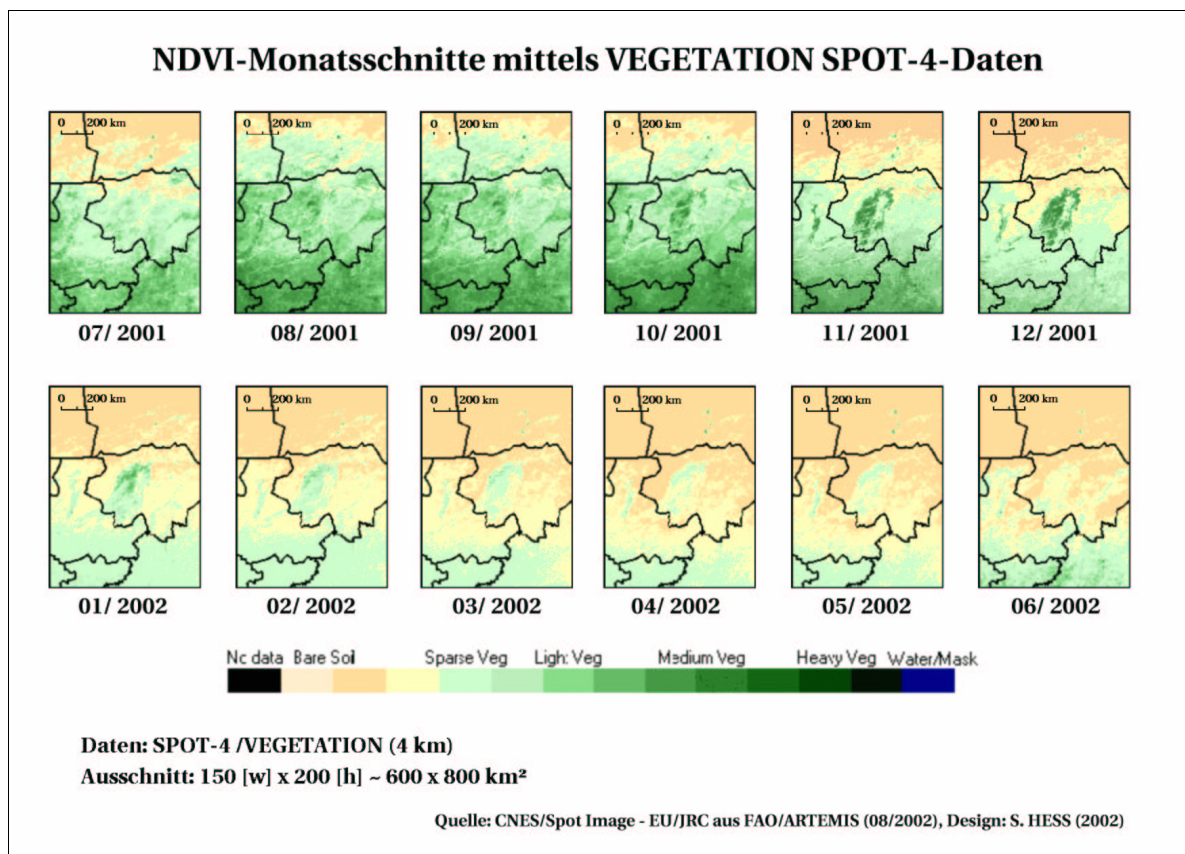 NDVI-Monatsschnitte mittels VEGETATION SPOT-4-Daten
0 200 km 0 200 km 0 200 km 0 200 km 0 200 km 0 200 km
07/ 2001 08/ 2001 09/ 2001 10/ 2001 11/ 2001 12/ 2001
0 200 km 0 200 km 0 200 km 0 200 km 0 200 km 0 200 km
01/ 2002 02/ 2002 03/ 2002 04/ 2002 05/ 2002 06/ 2002
No data Bare Soil Sparse Veg Light Veg Medium Veg Heavy Veg Water/Mask
Daten: SPOT-4 /VEGETATION (4 km)
Ausschnitt: 150 [w] x 200 [h] ~ 600 x 800 km²
Quelle: CNES/Spot Image - EU/JRC aus FAO/ARTEMIS (08/2002), Design: S. HESS (2002)